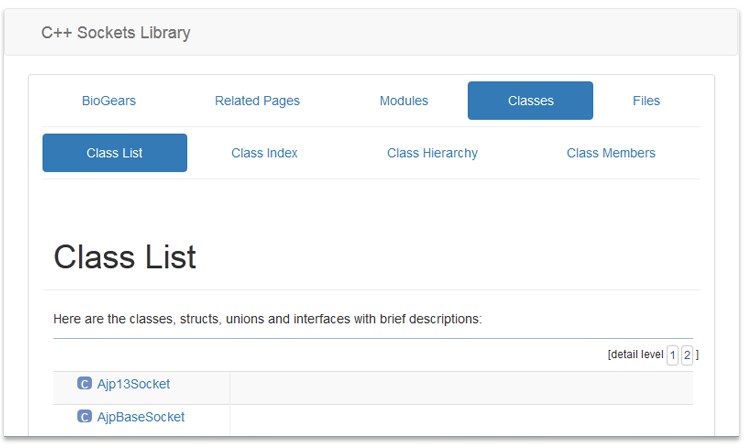 C++ Sockets Library
BioGears Related Pages Modules Classes Files
Class List Class Index Class Hierarchy Class Members
Class List
Here are the classes, structs, unions and interfaces with brief descriptions:
[detail level 1 2 ]
C Ajp13Socket
C AjpBaseSocket